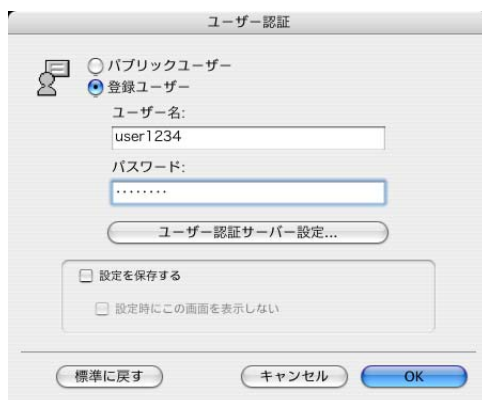 ユーザー認証
パブリックユーザー
登録ユーザー
ユーザー名:
user1234
パスワード:
········
ユーザー認証サーバー設定...
設定を保存する
設定時にこの画面を表示しない
標準に戻す
キャンセル
OK